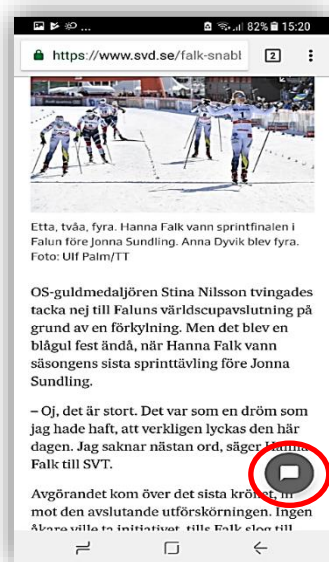 82% 15:20
https://www.svd.se/falk-snabl 2
Etta, tvåa, fyra. Hanna Falk vann sprintfinalen i
Falun före Jonna Sundling. Anna Dyvik blev fyra.
Foto: Ulf Palm/TT
OS-guldmedaljören Stina Nilsson tvingades
tacka nej till Faluns världscupavslutning på
grund av en förkylning. Men det blev en
blågul fest ändå, när Hanna Falk vann
säsongens sista sprinttävling före Jonna
Sundling.
– Oj, det är stort. Det var som en dröm som
jag hade haft, att verkligen lyckas den här
dagen. Jag saknar nästan ord, säger Hanna
Falk till SVT.
Avgörandet kom över det sista krönet, in
mot den avslutande utförskörningen. Ingen
åkare ville ta initiativet, tills Falk slog till